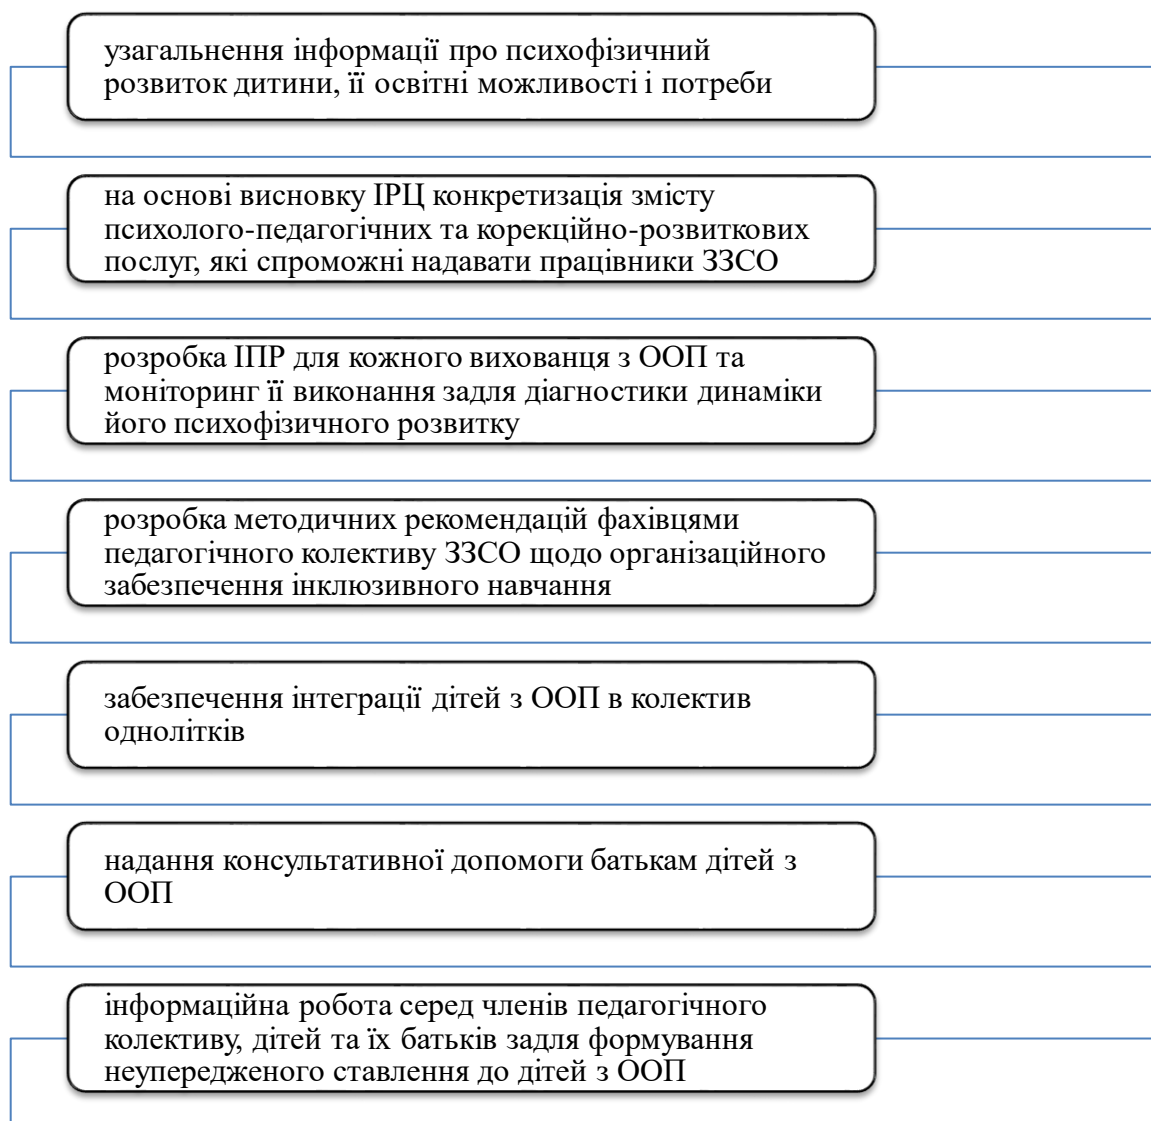 узагальнення інформації про психофізичний
розвиток дитини, її освітні можливості і потреби
на основі висновку ІРЦ конкретизація змісту
психолого-педагогічних та корекційно-розвиткових
послуг, які спроможні надавати працівники ЗЗСО
розробка ІПР для кожного вихованця з ООП та
моніторинг її виконання задля діагностики динаміки
його психофізичного розвитку
розробка методичних рекомендацій фахівцями
педагогічного колективу ЗЗСО щодо організаційного
забезпечення інклюзивного навчання
забезпечення інтеграції дітей з ООП в колектив
однолітків
надання консультативної допомоги батькам дітей з
ООП
інформаційна робота серед членів педагогічного
колективу, дітей та їх батьків задля формування
неупередженого ставлення до дітей з ООП